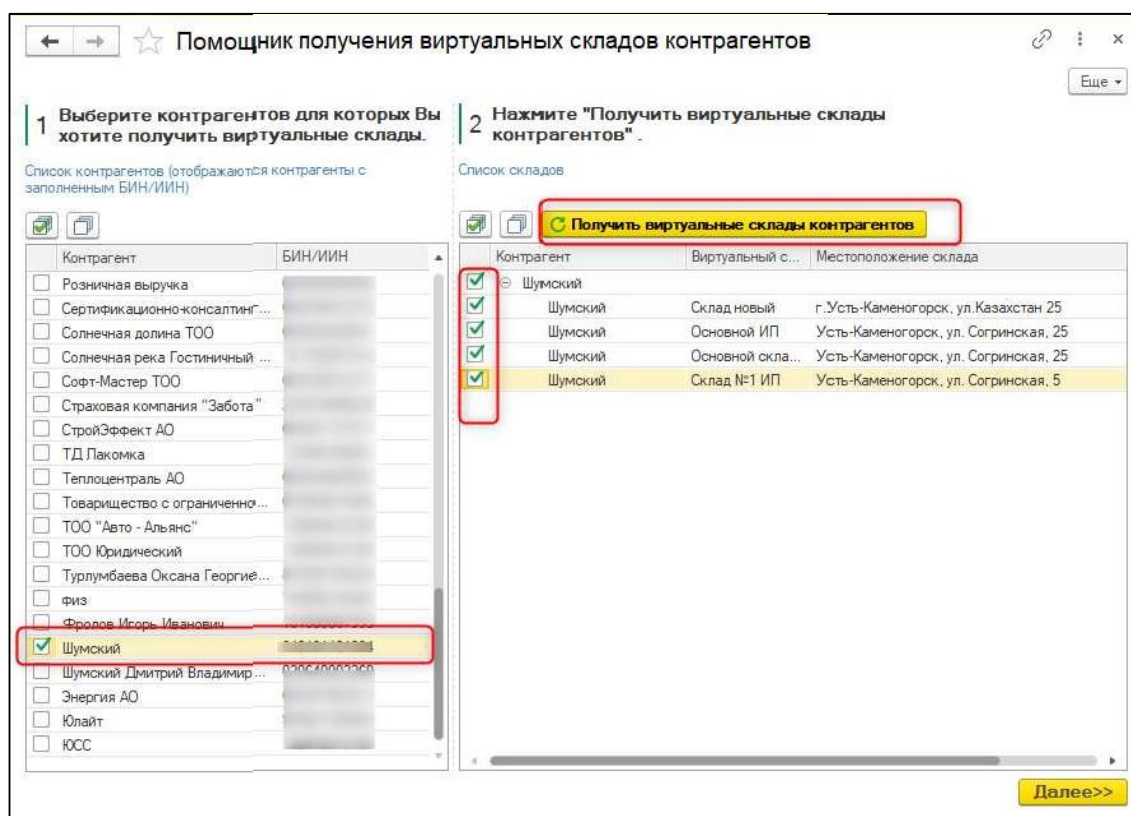 Помощник получения виртуальных складов контрагентов
Еще
1 Выберите контрагентов для которых Вы
хотите получить виртуальные склады.
Список контрагентов (отображаются контрагенты с
заполненным БИН/ИИН)
Контрагент БИН/ИИН
Розничная выручка
Сертификационно-консалтинг...
Солнечная долина ТОО
Солнечная река Гостиничный ...
Софт-Мастер ТОО
Страховая компания "Забота"
СтройЭффект АО
ТД Лакомка
Теплоцентраль АО
Товарищество с ограниченно...
ТОО "Авто - Альянс"
ТОО Юридический
Турлумбаева Оксана Георгие...
физ
Фролов Игорь Иванович
Шумский
Шумский Дмитрий Владимир...
Энергия АО
Юлайт
ЮСС
2 Нажмите "Получить виртуальные склады
контрагентов" .
Список складов
Получить виртуальные склады контрагентов
Контрагент Виртуальный с... Местоположение склада
Шумский
Шумский Склад новый г.Усть-Каменогорск, ул.Казахстан 25
Шумский Основной ИП Усть-Каменогорск, ул. Согринская, 25
Шумский Основной скла... Усть-Каменогорск, ул. Согринская, 25
Шумский Склад №1 ИП Усть-Каменогорск, ул. Согринская, 5
Далее>>